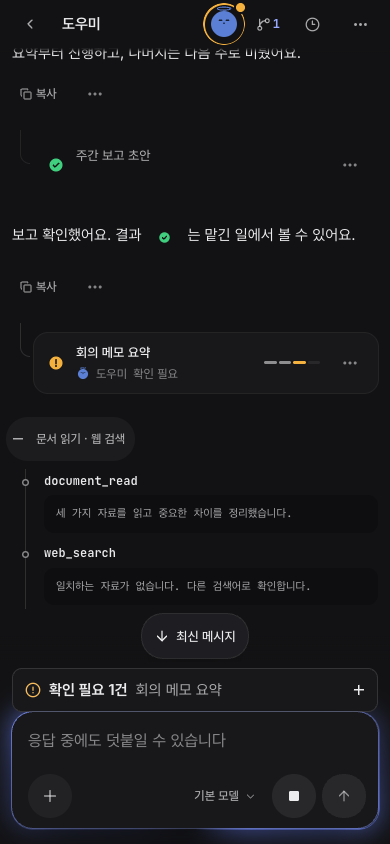 도우미
1
요약부터 진행하고, 나머지는 다음 주로 미뤘어요.
복사
주간 보고 초안
보고 확인했어요. 결과 는 맡긴 일에서 볼 수 있어요.
복사
회의 메모 요약
도우미 확인 필요
문서 읽기 · 웹 검색
document_read
세 가지 자료를 읽고 중요한 차이를 정리했습니다.
web_search
일치하는 자료가 없습니다. 다른 검색어로 확인합니다.
최신 메시지
확인 필요 1건 회의 메모 요약
응답 중에도 덧붙일 수 있습니다
기본 모델